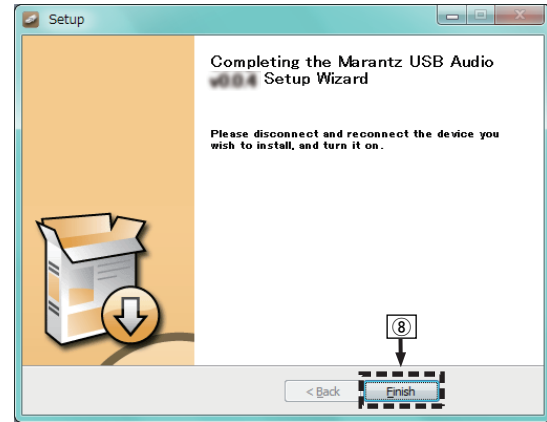 Setup
Completing the Marantz USB Audio
Setup Wizard
Please disconnect and reconnect the device you
wish to install, and turn it on.
⑧
< Back
Finish